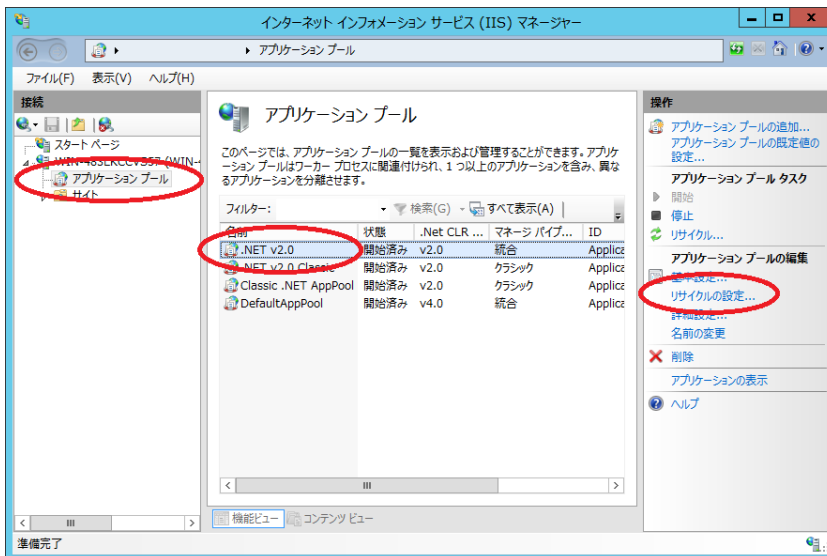 インターネット インフォメーション サービス (IIS) マネージャー
アプリケーション プール
ファイル(F) 表示(V) ヘルプ(H)
接続
スタート ページ
アプリケーション プール
サイト
アプリケーション プール
このページでは、アプリケーション プールの一覧を表示および管理することができます。アプリケ
ーション プールはワーカー プロセスに関連付けられ、1 つ以上のアプリケーションを含み、異な
るアプリケーションを分離させます。
フィルター: 検索(G) すべて表示(A)
名前 状態 .Net CLR ... マネージ パイプ... ID
.NET v2.0 開始済み v2.0 統合 Applica
.NET v2.0 Classic 開始済み v2.0 クラシック Applica
Classic .NET AppPool 開始済み v2.0 クラシック Applica
DefaultAppPool 開始済み v4.0 統合 Applica
機能ビュー コンテンツ ビュー
操作
アプリケーション プールの追加...
アプリケーション プールの既定値の
設定...
アプリケーション プール タスク
開始
停止
リサイクル...
アプリケーション プールの編集
基本設定...
リサイクルの設定...
詳細設定...
名前の変更
削除
アプリケーションの表示
ヘルプ
準備完了